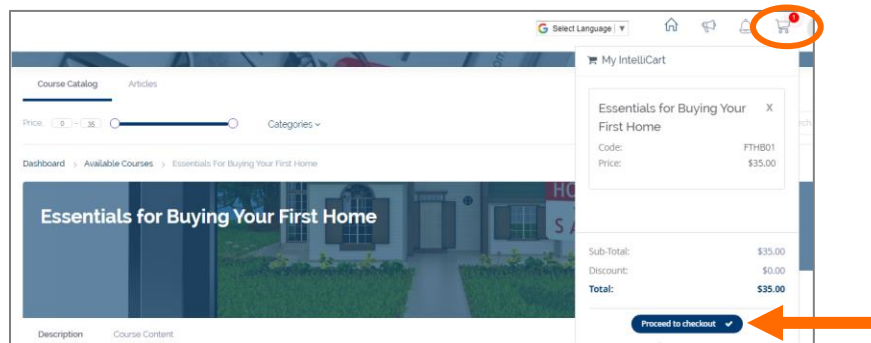 Select Language ▼
1
My IntelliCart
Course Catalog Articles
Essentials for Buying Your First Home X
Code: FTHB01
Price: $35.00
Price: 0 - 35 Categories
Dashboard > Available Courses > Essentials For Buying Your First Home
Essentials for Buying Your First Home
HO
SA
Sub-Total: $35.00
Discount: $0.00
Total: $35.00
Proceed to checkout ✓
Description Course Content